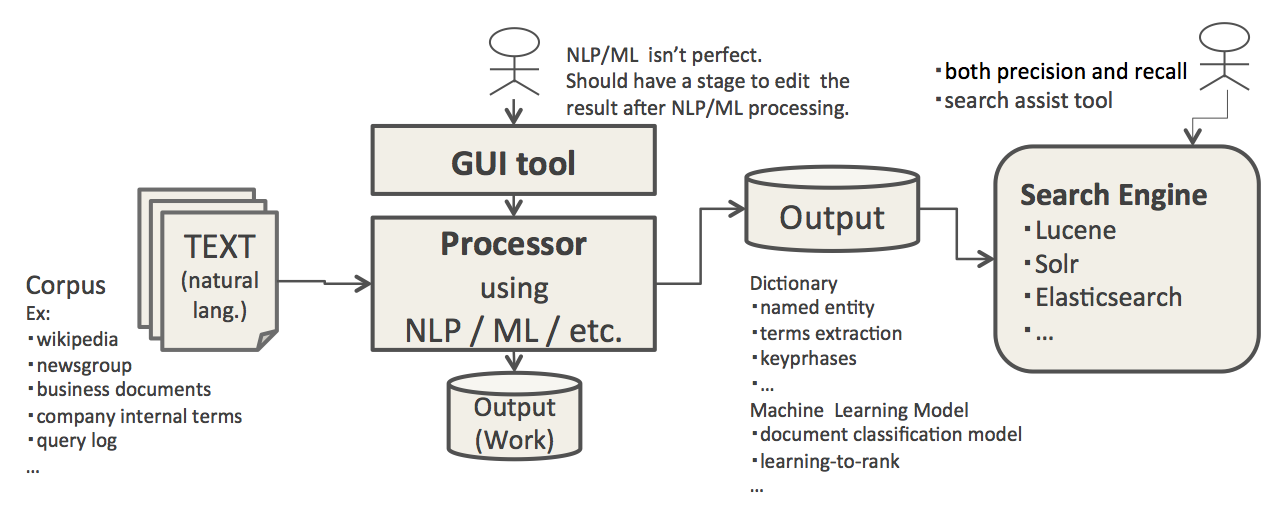 NLP/ML isn't perfect.
Should have a stage to edit the
result after NLP/ML processing.
・both precision and recall
・search assist tool
GUI tool
Processor
using
NLP / ML / etc.
Output
(Work)
TEXT
(natural
lang.)
Corpus
Ex:
・wikipedia
・newsgroup
・business documents
・company internal terms
・query log
...
Output
Dictionary
・named entity
・terms extraction
・keyprhases
・...
Machine Learning Model
・document classification model
・learning-to-rank
...
Search Engine
・Lucene
・Solr
・Elasticsearch
・...